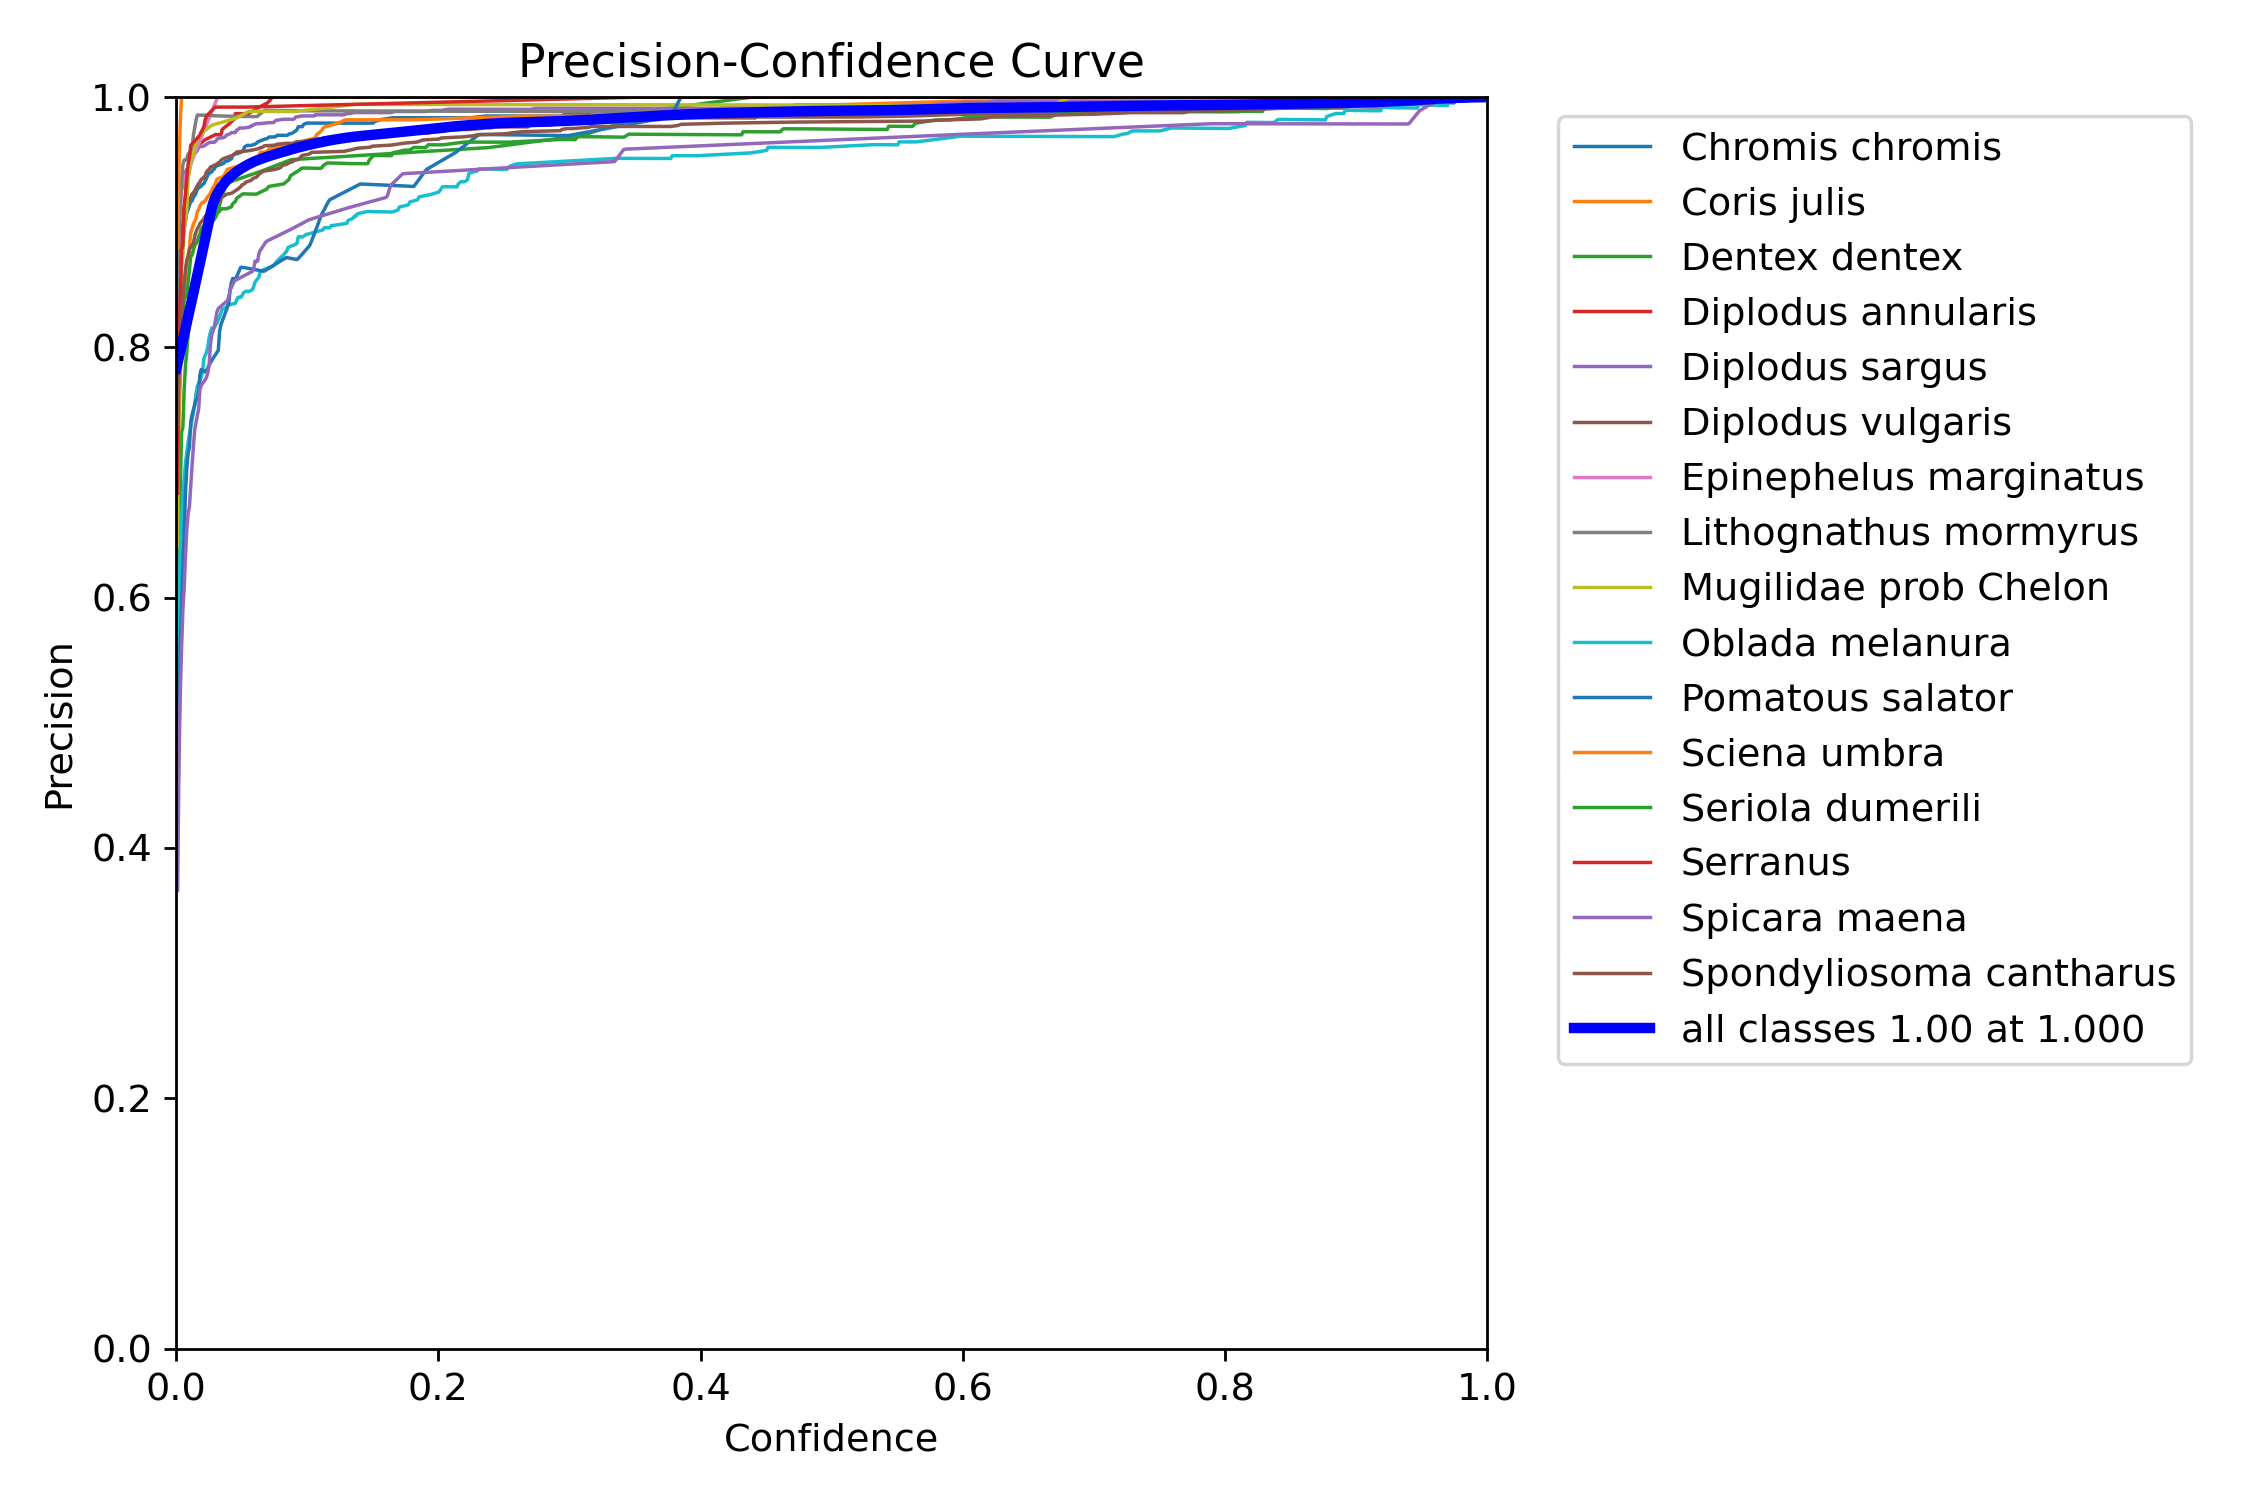 Precision-Confidence Curve
1.0
0.8
0.6
0.4
0.2
0.0
Precision
0.0 0.2 0.4 0.6 0.8 1.0
Confidence
Chromis chromis
Coris julis
Dentex dentex
Diplodus annularis
Diplodus sargus
Diplodus vulgaris
Epinephelus marginatus
Lithognathus mormyrus
Mugilidae prob Chelon
Oblada melanura
Pomatous salator
Sciena umbra
Seriola dumerili
Serranus
Spicara maena
Spondyliosoma cantharus
all classes 1.00 at 1.000